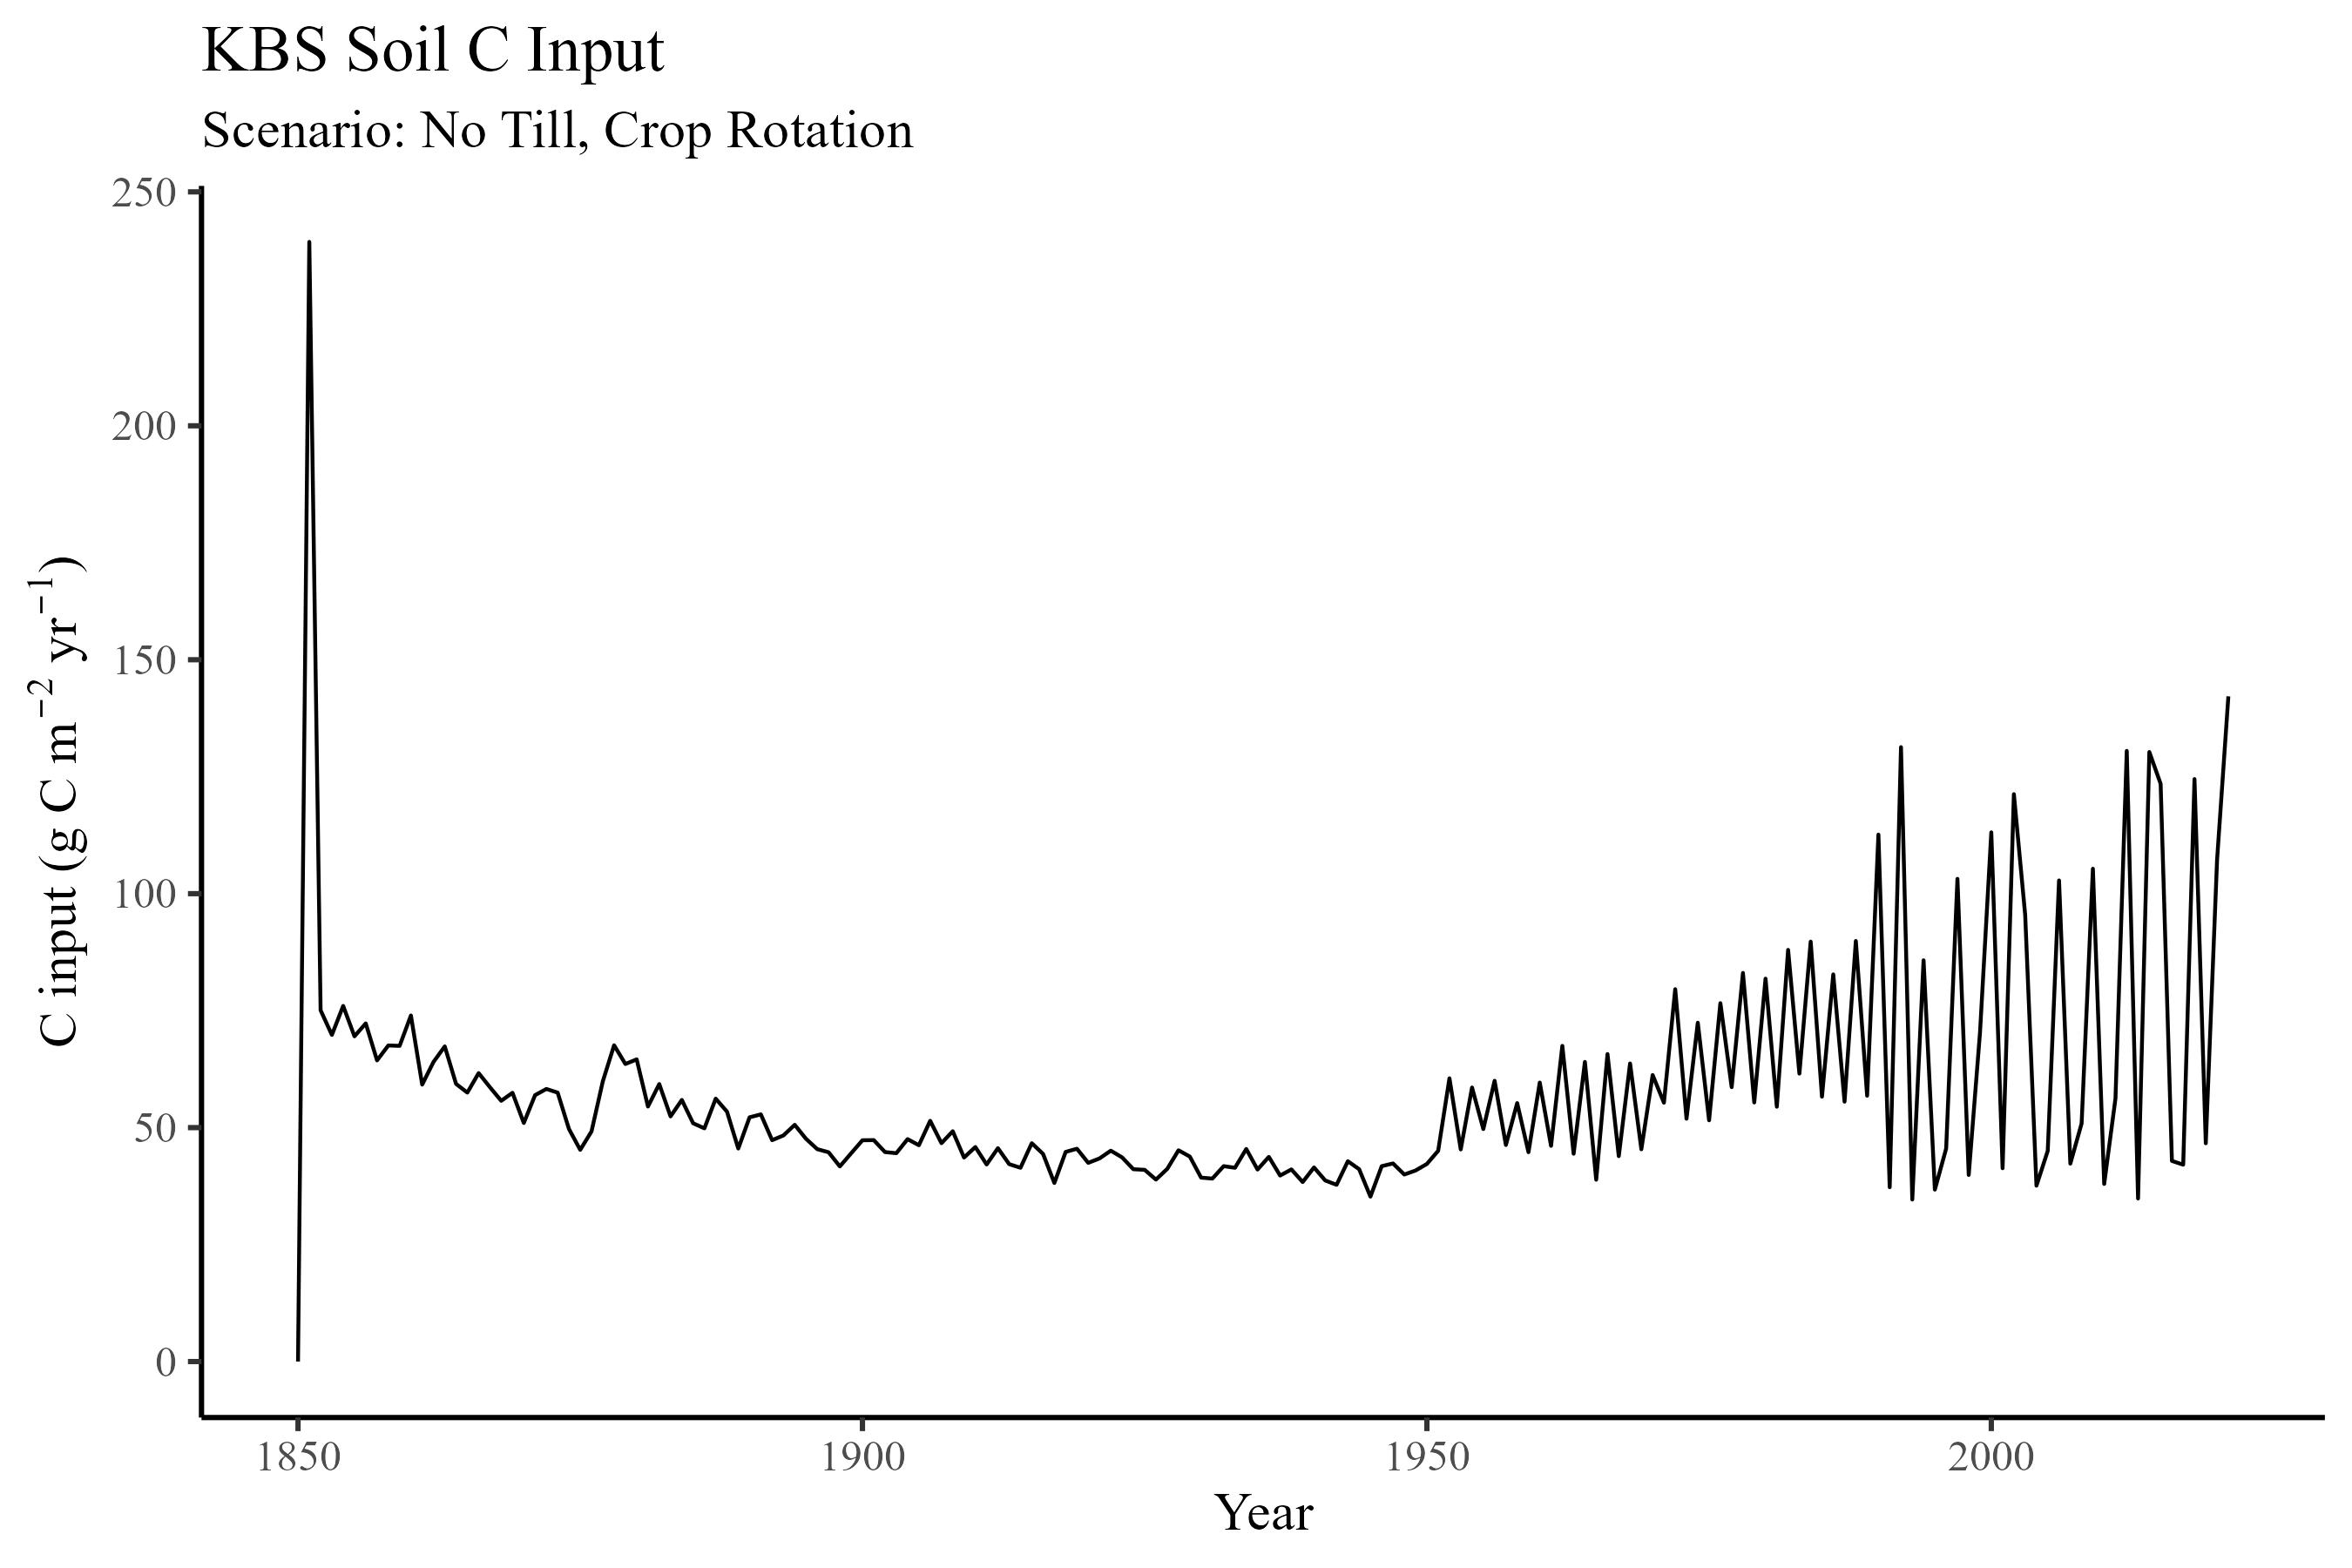 KBS Soil C Input
Scenario: No Till, Crop Rotation
250
200
150
100
50
0
C input (g C m⁻² yr⁻¹)
1850 1900 1950 2000
Year